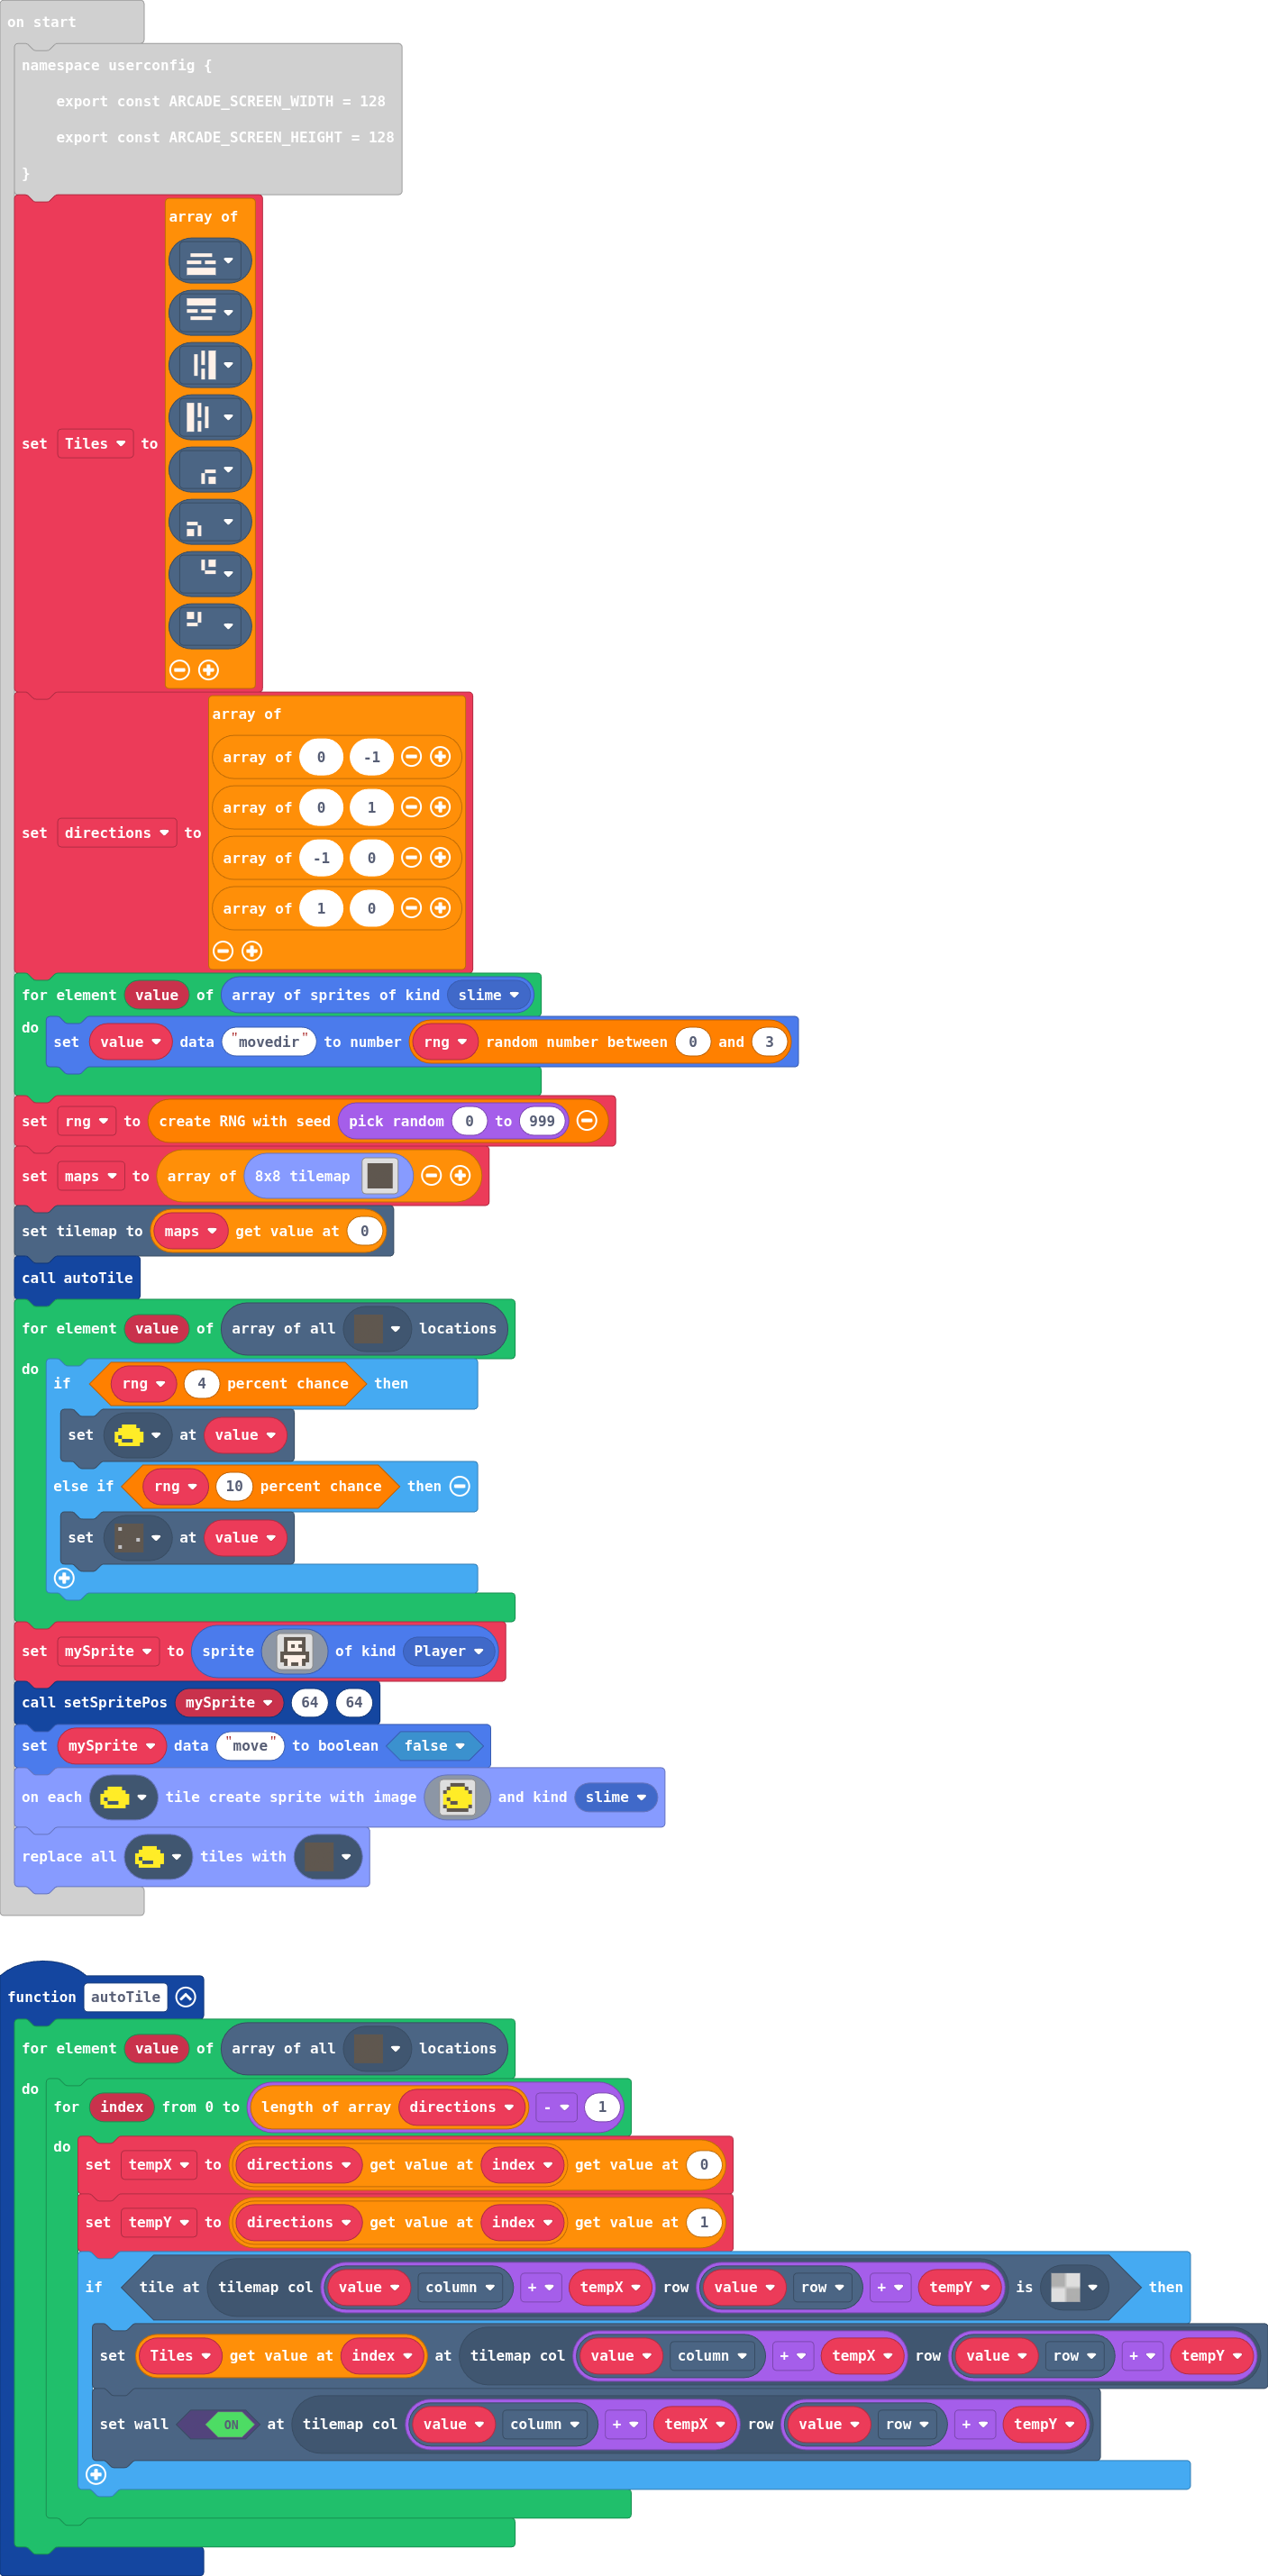 on start
namespace userconfig {
export const ARCADE_SCREEN_WIDTH = 128
export const ARCADE_SCREEN_HEIGHT = 128
}
array of
set Tiles to
array of
array of 0 -1
array of 0 1
set directions to
array of -1 0
array of 1 0
for element value of array of sprites of kind slime
do
set value data "movedir" to number rng random number between 0 and 3
set rng to create RNG with seed pick random 0 to 999
set maps to array of 8x8 tilemap
set tilemap to maps get value at 0
call autoTile
for element value of array of all locations
do
if rng 4 percent chance then
set at value
else if rng 10 percent chance then
set at value
set mySprite to sprite of kind Player
call setSpritePos mySprite 64 64
set mySprite data "move" to boolean false
on each tile create sprite with image and kind slime
replace all tiles with
function autoTile
for element value of array of all locations
do
for index from 0 to length of array directions - 1
do
set tempX to directions get value at index get value at 0
set tempY to directions get value at index get value at 1
if tile at tilemap col value column + tempX row value row + tempY is then
set Tiles get value at index at tilemap col value column + tempX row value row + tempY
set wall ON at tilemap col value column + tempX row value row + tempY